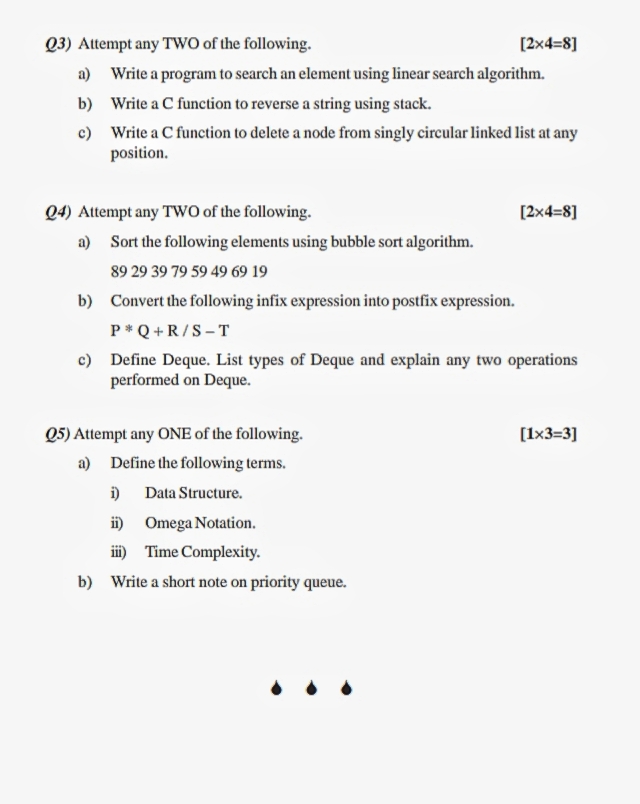 Q3) Attempt any TWO of the following. [2×4=8]
a) Write a program to search an element using linear search algorithm.
b) Write a C function to reverse a string using stack.
c) Write a C function to delete a node from singly circular linked list at any
position.
Q4) Attempt any TWO of the following. [2×4=8]
a) Sort the following elements using bubble sort algorithm.
89 29 39 79 59 49 69 19
b) Convert the following infix expression into postfix expression.
P * Q + R / S – T
c) Define Deque. List types of Deque and explain any two operations
performed on Deque.
Q5) Attempt any ONE of the following. [1×3=3]
a) Define the following terms.
i) Data Structure.
ii) Omega Notation.
iii) Time Complexity.
b) Write a short note on priority queue.